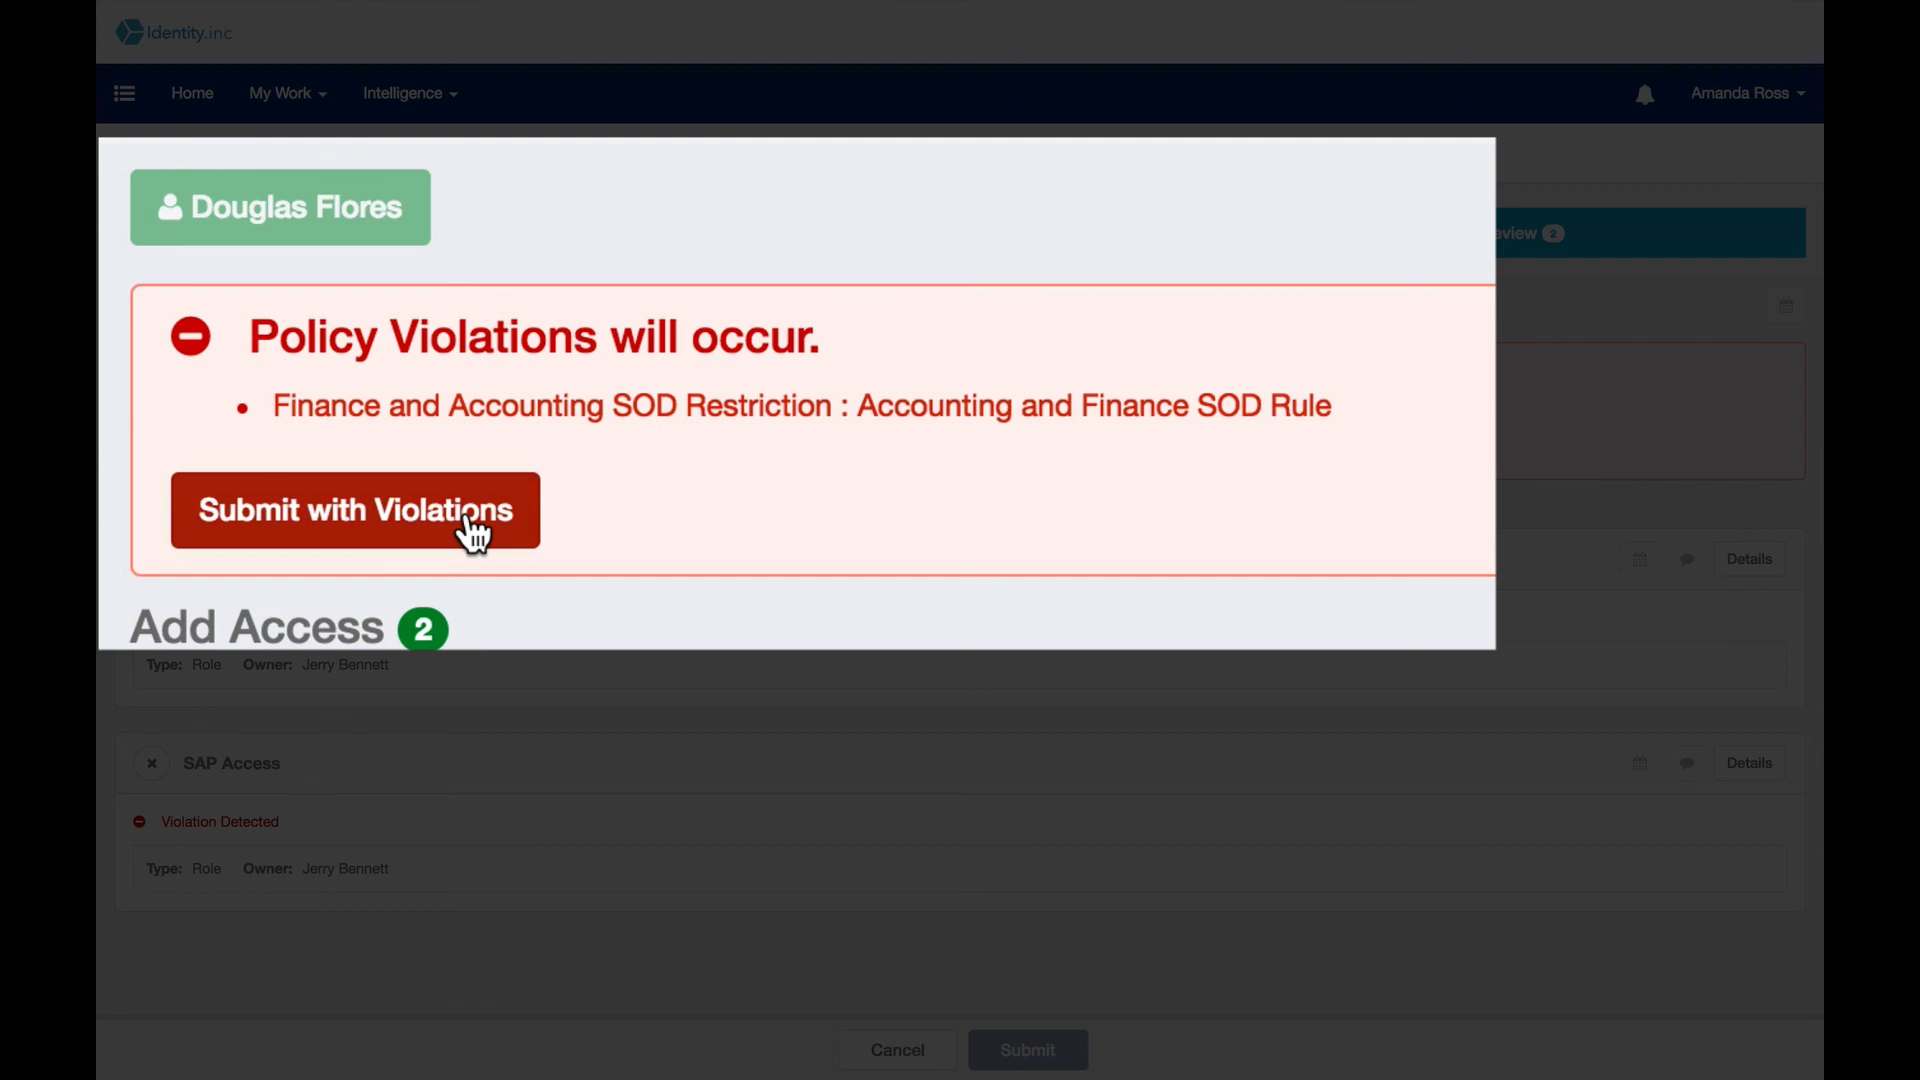 Identity.inc
Home My Work Intelligence Amanda Ross
Douglas Flores
eview 2
Policy Violations will occur.
Finance and Accounting SOD Restriction : Accounting and Finance SOD Rule
Submit with Violations
Details
Add Access 2
Type: Role Owner: Jerry Bennett
SAP Access Details
Violation Detected
Type: Role Owner: Jerry Bennett
Cancel Submit